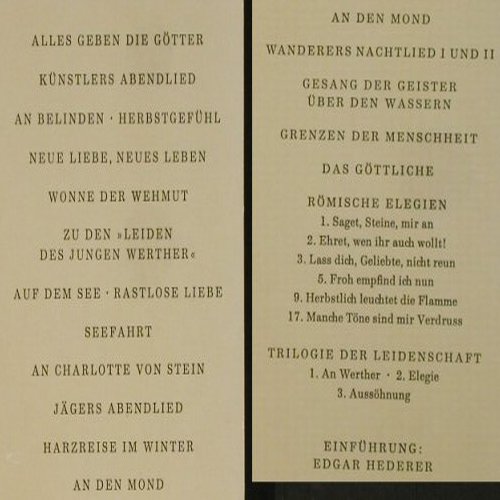 ALLES GEBEN DIE GÖTTER
KÜNSTLERS ABENDLIED
AN BELINDEN · HERBSTGEFÜHL
NEUE LIEBE, NEUES LEBEN
WONNE DER WEHMUT
ZU DEN »LEIDEN
DES JUNGEN WERTHER«
AUF DEM SEE · RASTLOSE LIEBE
SEEFAHRT
AN CHARLOTTE VON STEIN
JÄGERS ABENDLIED
HARZREISE IM WINTER
AN DEN MOND
AN DEN MOND
WANDERERS NACHTLIED I UND II
GESANG DER GEISTER
ÜBER DEN WASSERN
GRENZEN DER MENSCHHEIT
DAS GÖTTLICHE
RÖMISCHE ELEGIEN
1. Saget, Steine, mir an
2. Ehret, wen ihr auch wollt!
3. Lass dich, Geliebte, nicht reun
5. Froh empfind ich nun
9. Herbstlich leuchtet die Flamme
17. Manche Töne sind mir Verdruss
TRILOGIE DER LEIDENSCHAFT
1. An Werther · 2. Elegie
3. Aussöhnung
EINFÜHRUNG:
EDGAR HEDERER